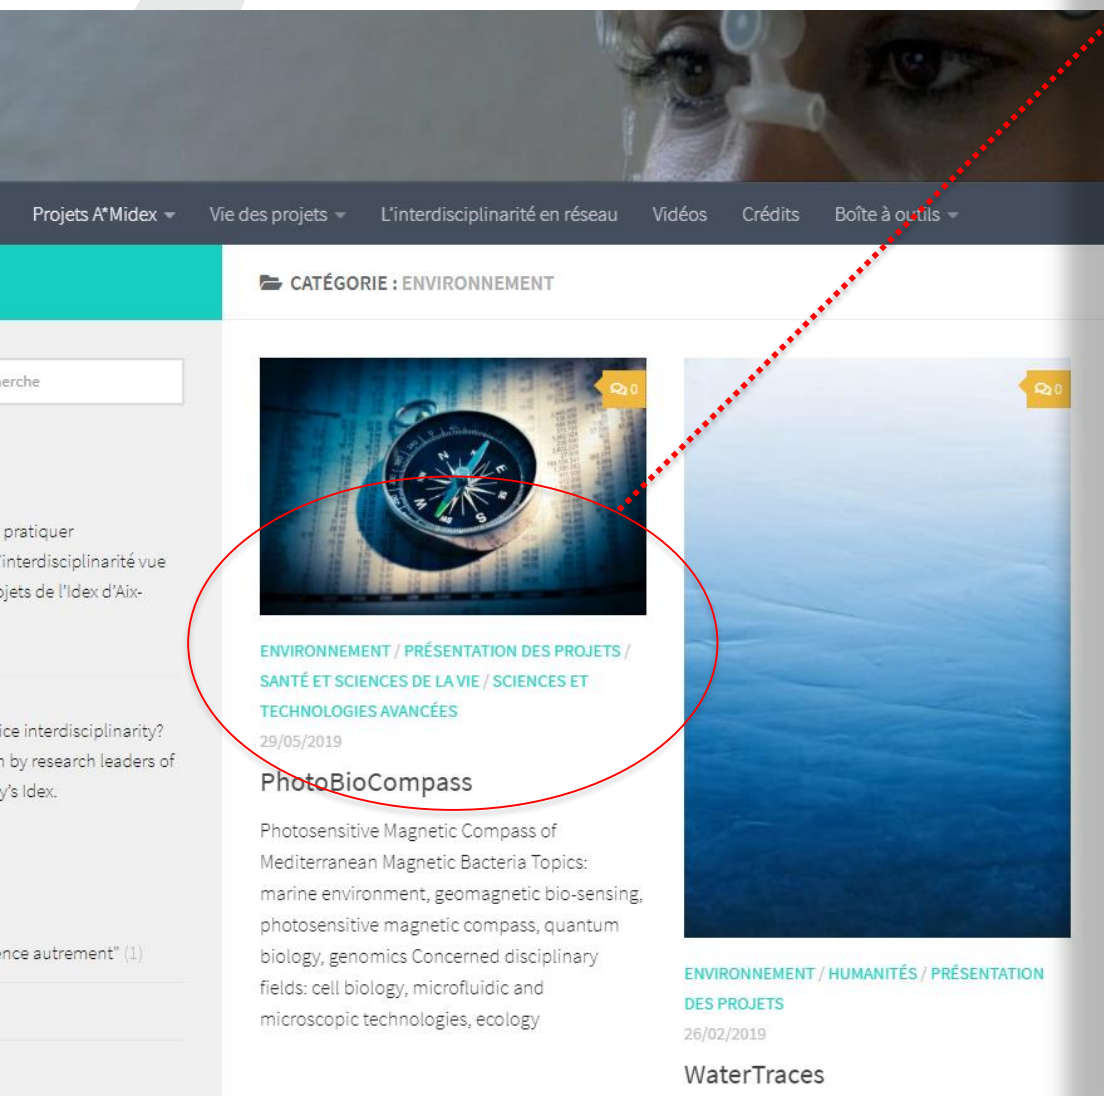 Projets A*Midex Vie des projets L'interdisciplinarité en réseau Vidéos Crédits Boîte à outils
CATÉGORIE : ENVIRONNEMENT
herche
pratiquer
l'interdisciplinarité vue
ojets de l'Idex d'Aix-
ice interdisciplinarity?
n by research leaders of
y's Idex.
ence autrement" (1)
0
N E SE S SW W
ENVIRONNEMENT / PRÉSENTATION DES PROJETS /
SANTÉ ET SCIENCES DE LA VIE / SCIENCES ET
TECHNOLOGIES AVANCÉES
29/05/2019
PhotoBioCompass
Photosensitive Magnetic Compass of
Mediterranean Magnetic Bacteria Topics:
marine environment, geomagnetic bio-sensing,
photosensitive magnetic compass, quantum
biology, genomics Concerned disciplinary
fields: cell biology, microfluidic and
microscopic technologies, ecology
0
ENVIRONNEMENT / HUMANITÉS / PRÉSENTATION
DES PROJETS
26/02/2019
WaterTraces